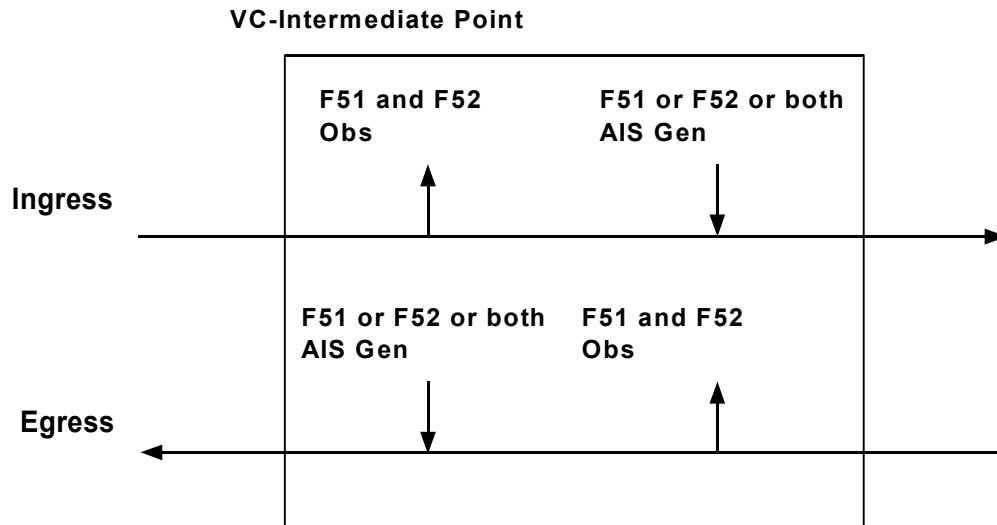 VC-Intermediate Point
F51 and F52
Obs
F51 or F52 or both
AIS Gen
Ingress
F51 or F52 or both
AIS Gen
F51 and F52
Obs
Egress